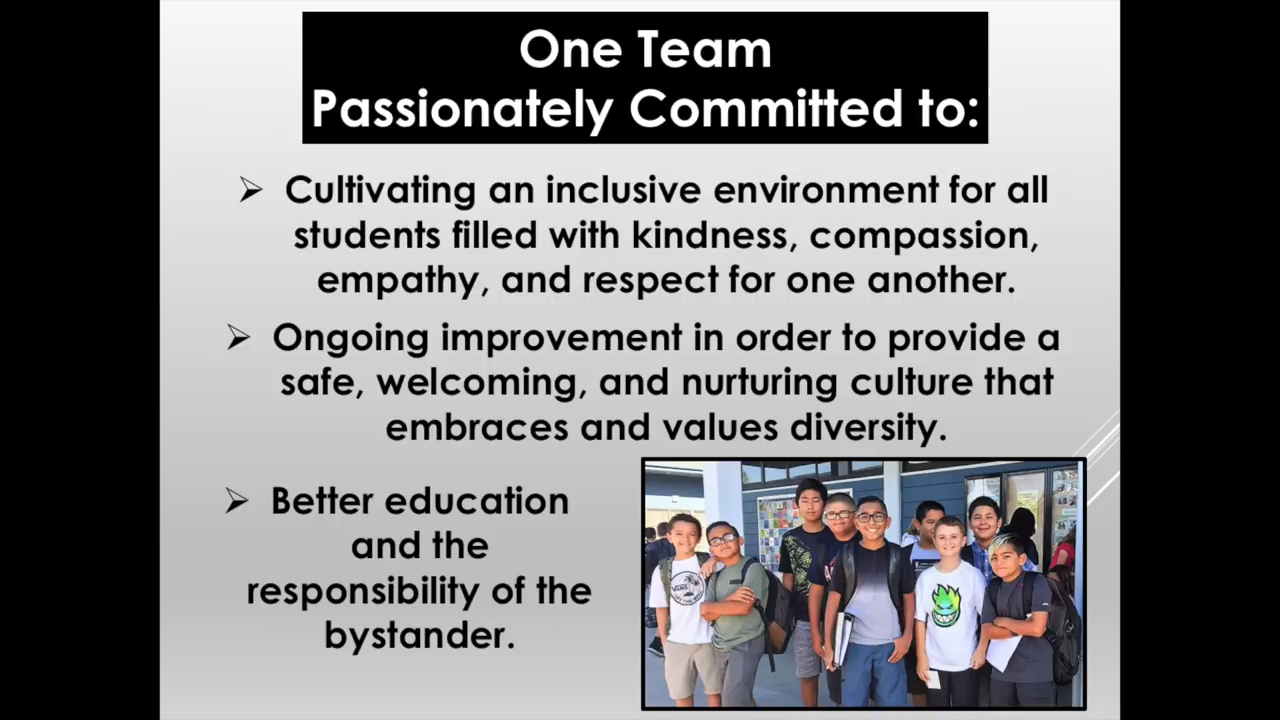 One Team
Passionately Committed to:
➢ Cultivating an inclusive environment for all
students filled with kindness, compassion,
empathy, and respect for one another.
➢ Ongoing improvement in order to provide a
safe, welcoming, and nurturing culture that
embraces and values diversity.
➢ Better education
and the
responsibility of the
bystander.
VANS